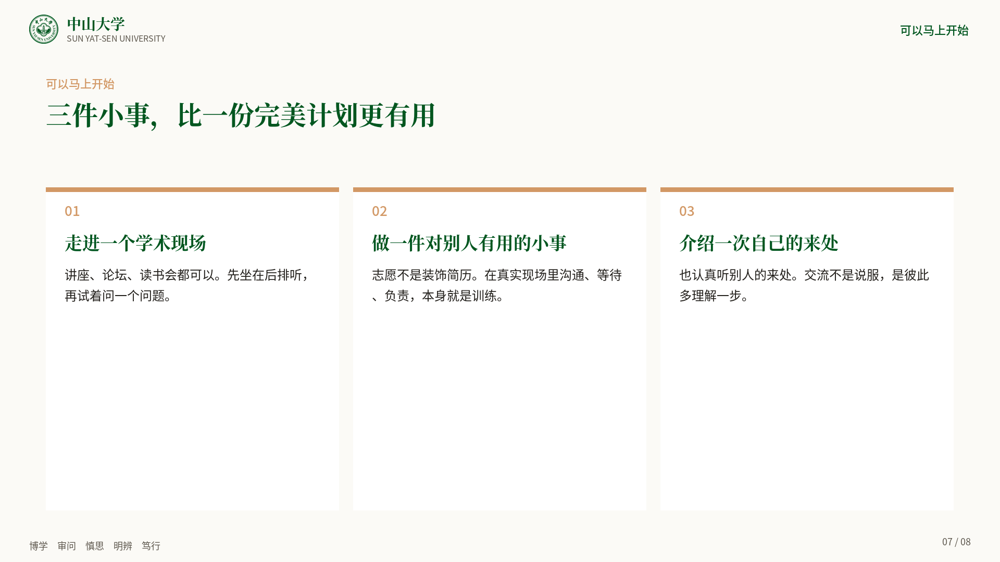 中山大学
SUN YAT-SEN UNIVERSITY
可以马上开始
可以马上开始
三件小事，比一份完美计划更有用
01
走进一个学术现场
讲座、论坛、读书会都可以。先坐在后排听，
再试着问一个问题。
02
做一件对别人有用的小事
志愿不是装饰简历。在真实现场里沟通、等待
、负责，本身就是训练。
03
介绍一次自己的来处
也认真听别人的来处。交流不是说服，是彼此
多理解一步。
博学 审问 慎思 明辨 笃行
07 / 08